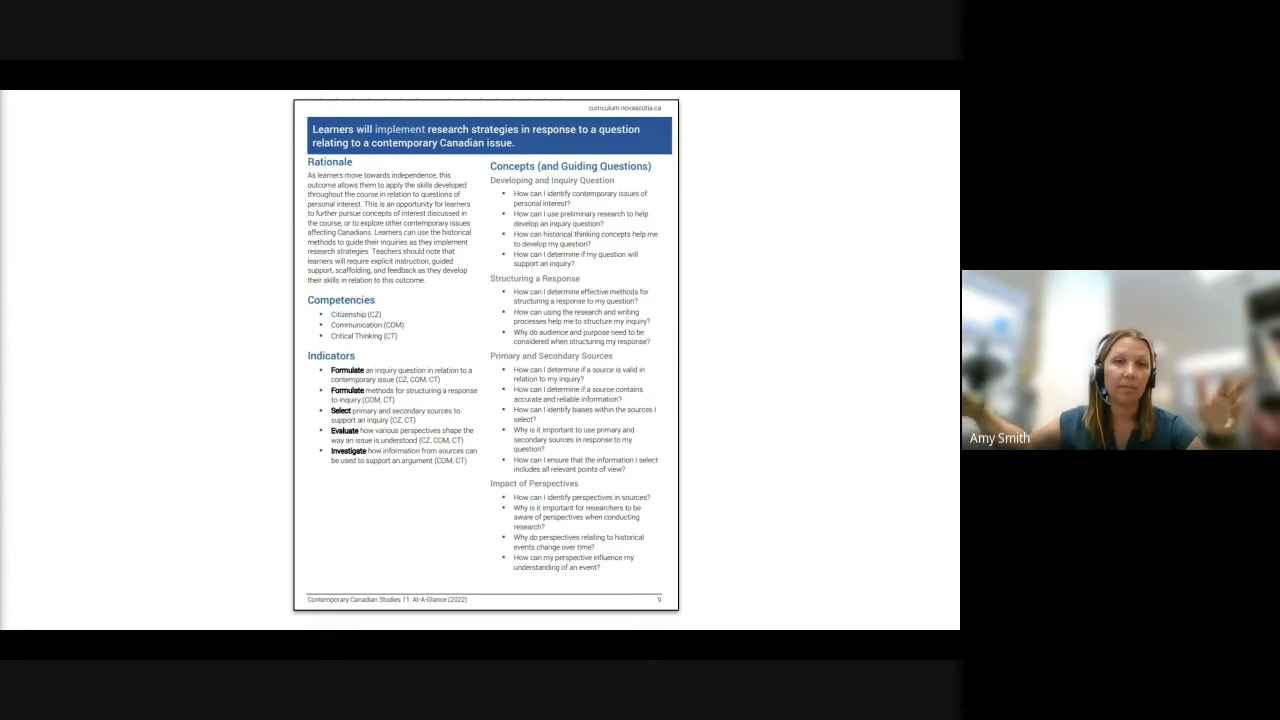 curriculum.novascotia.ca
Learners will implement research strategies in response to a question
relating to a contemporary Canadian issue.
Rationale
As learners move towards independence, this
outcome allows them to apply the skills developed
throughout the course in relation to questions of
personal interest. This is an opportunity for learners
to further pursue concepts of interest discussed in
the course, or to explore other contemporary issues
affecting Canadians. Learners can use the historical
methods to guide their inquiries as they implement
research strategies. Teachers should note that
learners will require explicit instruction, guided
support, scaffolding, and feedback as they develop
their skills in relation to this outcome.
Competencies
• Citizenship (CZ)
• Communication (COM)
• Critical Thinking (CT)
Indicators
• Formulate an inquiry question in relation to a
contemporary issue (CZ, COM, CT)
• Formulate methods for structuring a response
to inquiry (COM, CT)
• Select primary and secondary sources to
support an inquiry (CZ, CT)
• Evaluate how various perspectives shape the
way an issue is understood (CZ, COM, CT)
• Investigate how information from sources can
be used to support an argument (COM, CT)
Concepts (and Guiding Questions)
Developing and Inquiry Question
• How can I identify contemporary issues of
personal interest?
• How can I use preliminary research to help
develop an inquiry question?
• How can historical thinking concepts help me
to develop my question?
• How can I determine if my question will
support an inquiry?
Structuring a Response
• How can I determine effective methods for
structuring a response to my question?
• How can using the research and writing
processes help me to structure my inquiry?
• Why do audience and purpose need to be
considered when structuring my response?
Primary and Secondary Sources
• How can I determine if a source is valid in
relation to my inquiry?
• How can I determine if a source contains
accurate and reliable information?
• How can I identify biases within the sources I
select?
• Why is it important to use primary and
secondary sources in response to my
question?
• How can I ensure that the information I select
includes all relevant points of view?
Impact of Perspectives
• How can I identify perspectives in sources?
• Why is it important for researchers to be
aware of perspectives when conducting
research?
• Why do perspectives relating to historical
events change over time?
• How can my perspective influence my
understanding of an event?
Contemporary Canadian Studies 11: At-A-Glance (2022)
9
Amy Smith